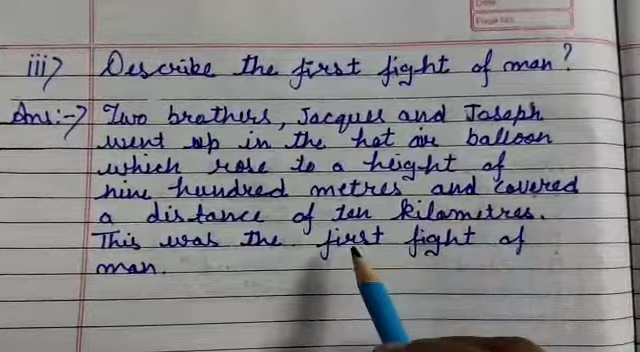 Page No.
iii> Describe the first fight of man?
Ans:-> Two brothers, Jacques and Joseph
went up in the hot air balloon
which rose to a height of
nine hundred metres and covered
a distance of ten kilometres.
This was the first fight of
man.